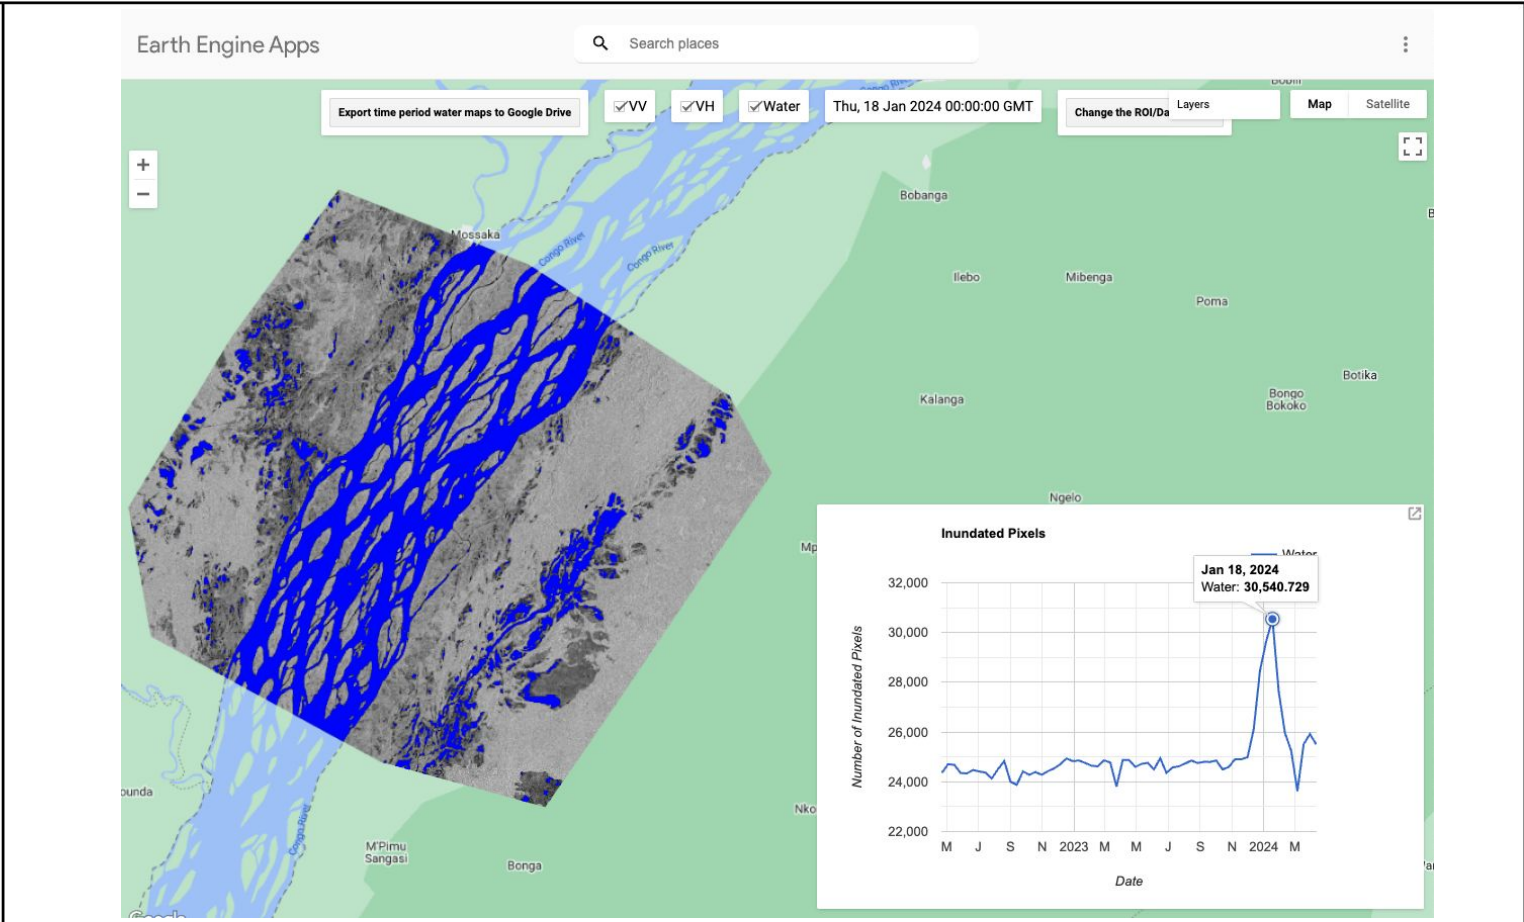 Earth Engine Apps
Search places
Export time period water maps to Google Drive
VV
VH
Water
Thu, 18 Jan 2024 00:00:00 GMT
Change the ROI/Da
Layers
Map
Satellite
+
−
Bobanga
Mossaka
Congo River
Congo River
Ilebo
Mibenga
Poma
Botika
Kalanga
Bongo
Bokoko
Ngelo
Inundated Pixels
Water
Jan 18, 2024
Water: 30,540.729
32,000
30,000
28,000
26,000
24,000
22,000
Number of Inundated Pixels
M J S N 2023 M M J S N 2024 M
Date
Mp
Nko
ounda
Congo River
M'Pimu
Sangasi
Bonga